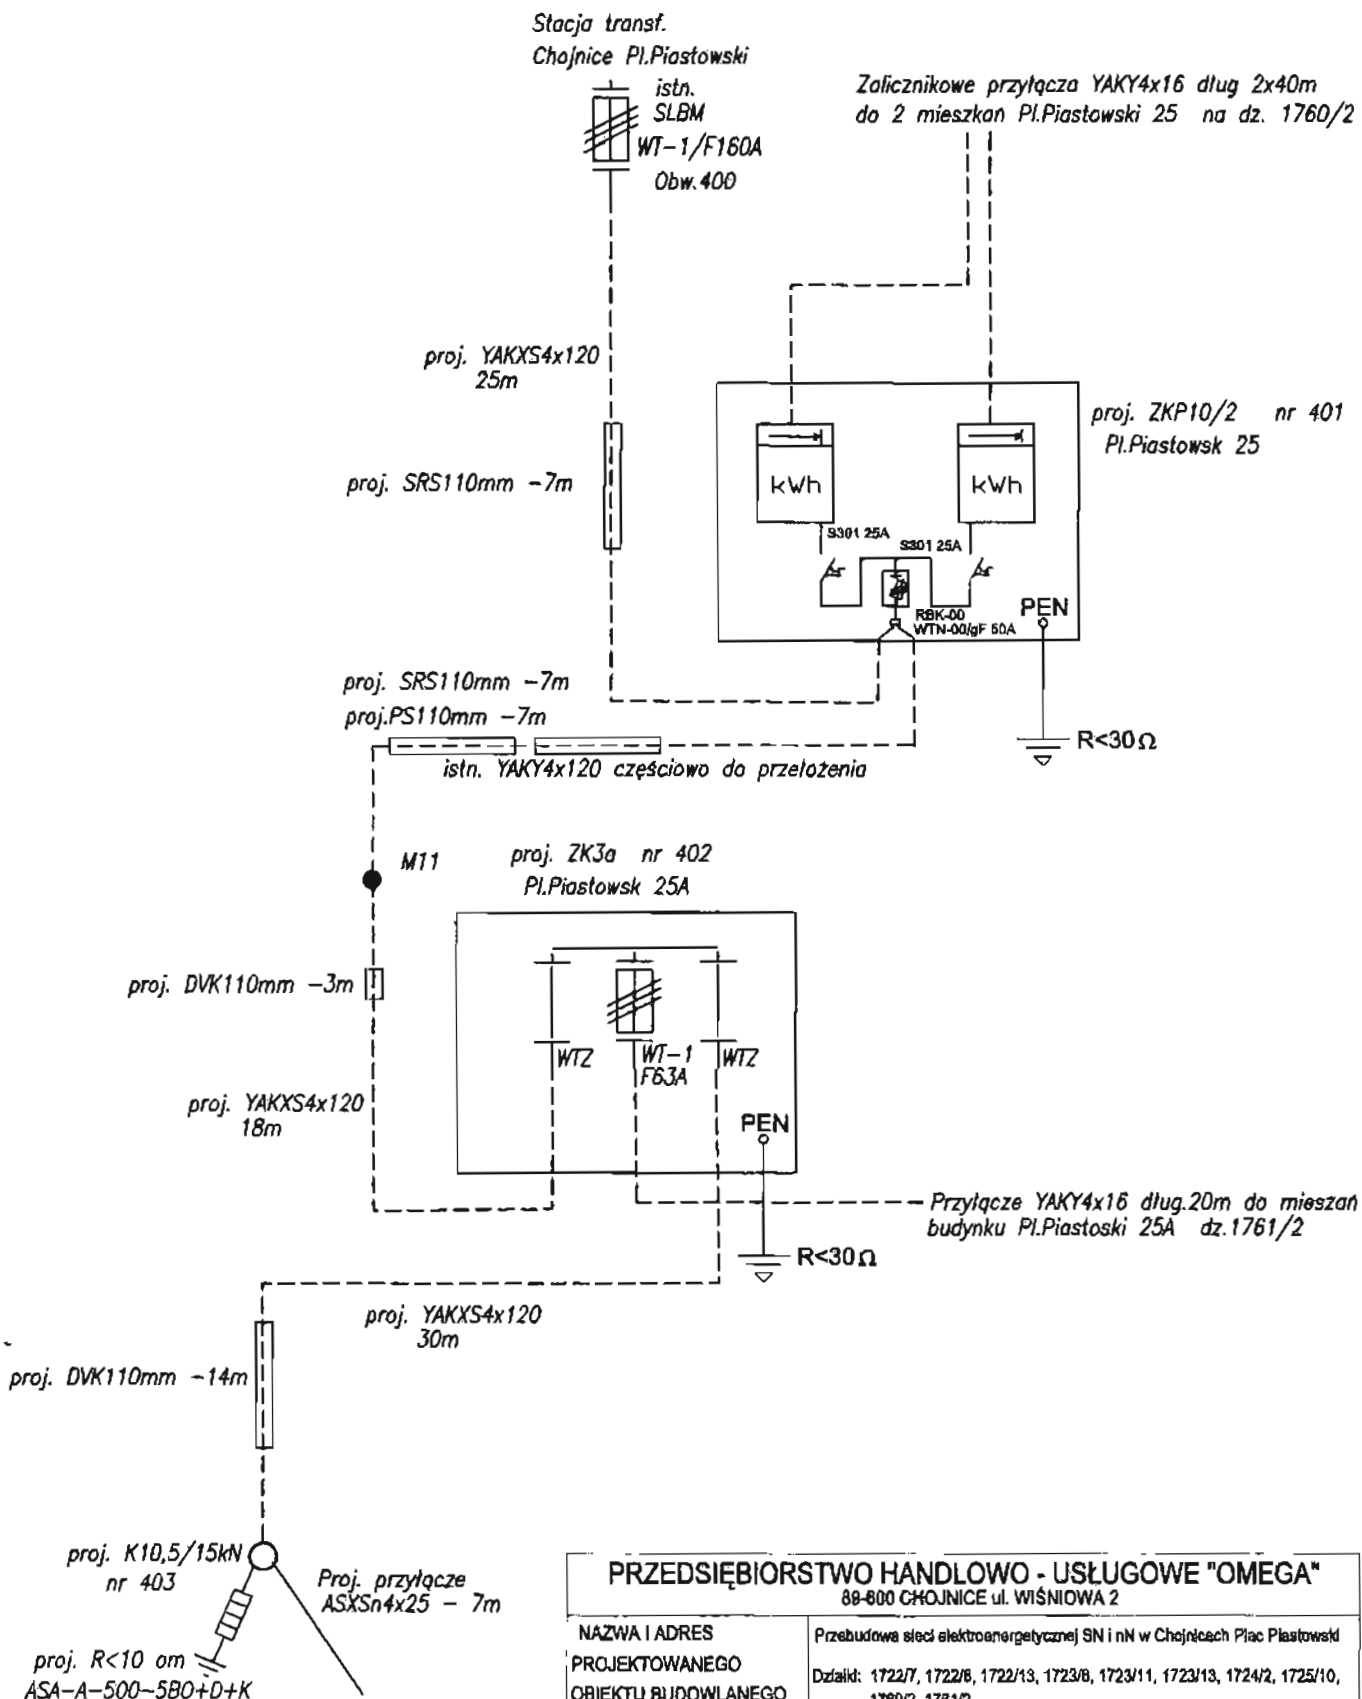 Stacja transf.
Chojnice Pl.Piastowski
istn.
SLBM
WT-1/F160A
Obw.400
Zalicznikowe przyłącza YAKY4x16 dług 2x40m
do 2 mieszkań Pl.Piastowski 25 na dz. 1760/2
proj. YAKXS4x120
25m
proj. SRS110mm -7m
proj. ZKP10/2 nr 401
Pl.Piastowsk 25
kWh
kWh
S301 25A
S301 25A
RBK-00
WTN-00/gF 50A
PEN
R<30Ω
proj. SRS110mm -7m
proj.PS110mm -7m
istn. YAKY4x120 częściowo do przełożenia
M11
proj. ZK3a nr 402
Pl.Piastowsk 25A
proj. DVK110mm -3m
WTZ
WT-1
F63A
WTZ
proj. YAKXS4x120
18m
PEN
Przyłącze YAKY4x16 dług.20m do mieszań
budynku Pl.Piastoski 25A dz.1761/2
R<30Ω
proj. YAKXS4x120
30m
proj. DVK110mm -14m
proj. K10,5/15kN
nr 403
Proj. przyłącze
ASXSn4x25 - 7m
proj. R<10 om
ASA-A-500-5BO+D+K
PRZEDSIĘBIORSTWO HANDLOWO - USŁUGOWE "OMEGA"
89-600 CHOJNICE ul. WIŚNIOWA 2
NAZWA I ADRES
PROJEKTOWANEGO
OBIEKTU BUDOWLANEGO
Przebudowa sieci elektroenergetycznej SN i nN w Chojnicach Plac Piastowski
Działki: 1722/7, 1722/8, 1722/13, 1723/8, 1723/11, 1723/13, 1724/2, 1725/10,
1760/2, 1761/2